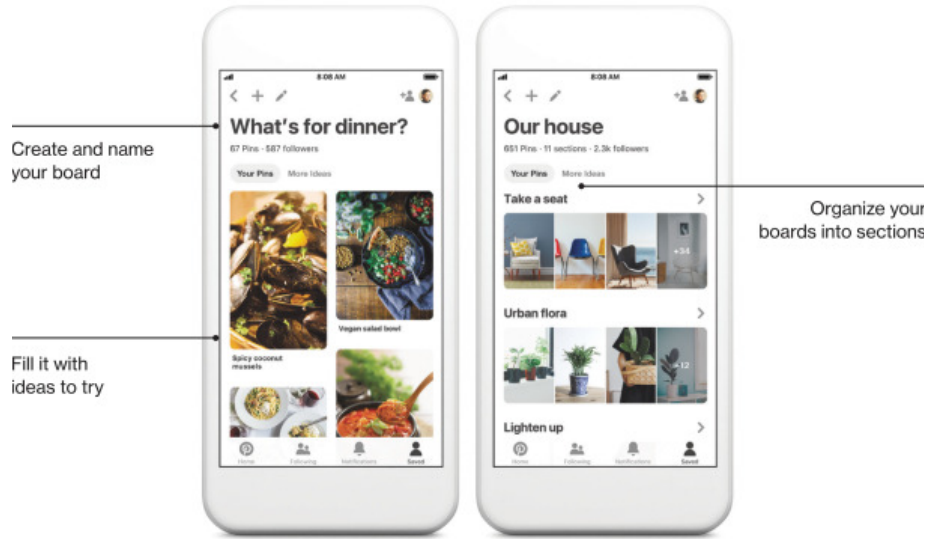 Create and name
your board
Fill it with
ideas to try
8:08 AM
What's for dinner?
67 Pins · 587 followers
Your Pins
More Ideas
Spicy coconut
mussels
Vegan salad bowl
Home
Following
Notifications
Saved
8:08 AM
Our house
651 Pins · 11 sections · 2.3k followers
Your Pins
More Ideas
Take a seat
+34
Urban flora
+12
Lighten up
Home
Following
Notifications
Saved
Organize your
boards into sections